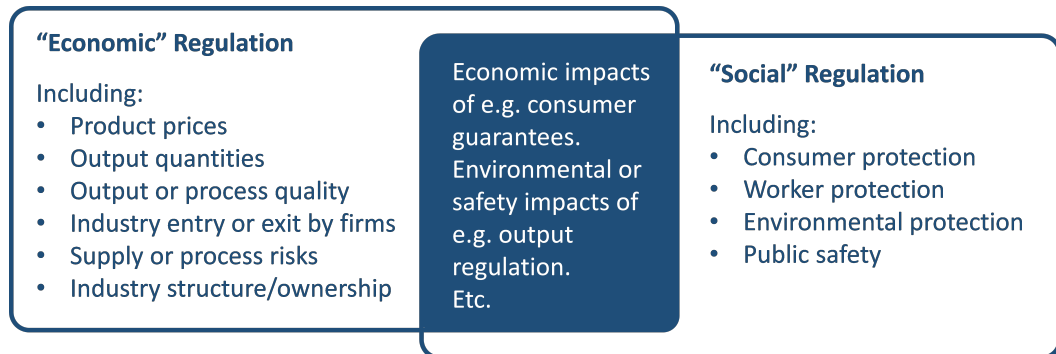 “Economic” Regulation
Including:
• Product prices
• Output quantities
• Output or process quality
• Industry entry or exit by firms
• Supply or process risks
• Industry structure/ownership
Economic impacts
of e.g. consumer
guarantees.
Environmental or
safety impacts of
e.g. output
regulation.
Etc.
“Social” Regulation
Including:
• Consumer protection
• Worker protection
• Environmental protection
• Public safety